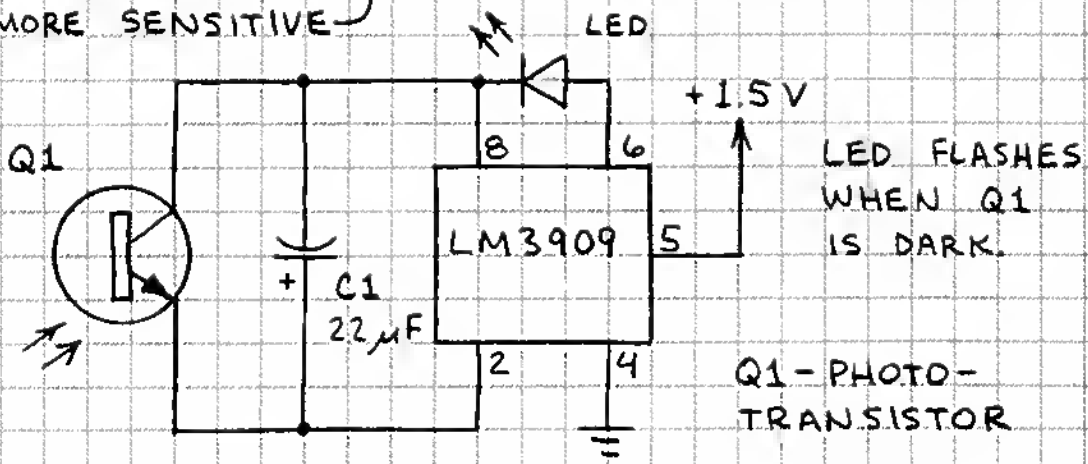 MORE SENSITIVE
LED
+1.5V
Q1
8
6
LED FLASHES
WHEN Q1
IS DARK.
LM3909
5
+
C1
22µF
2
4
Q1-PHOTO-
TRANSISTOR